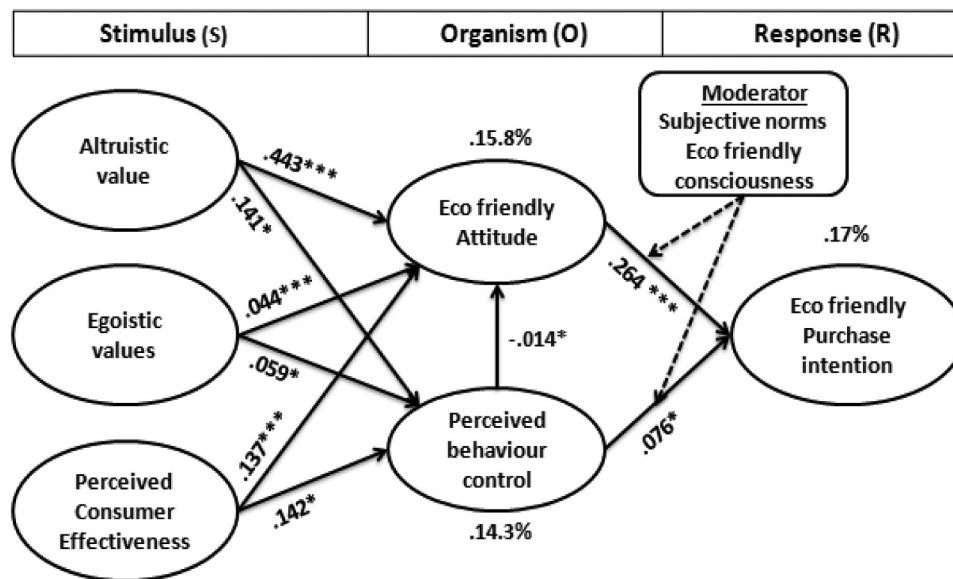 Stimulus (S)
Organism (O)
Response (R)
Altruistic
value
Egoistic
values
Perceived
Consumer
Effectiveness
.443***
.141*
.044***
.059*
.137***
.142*
.15.8%
Eco friendly
Attitude
-.014*
Perceived
behaviour
control
.14.3%
Moderator
Subjective norms
Eco friendly
consciousness
.264 ***
.076*
.17%
Eco friendly
Purchase
intention